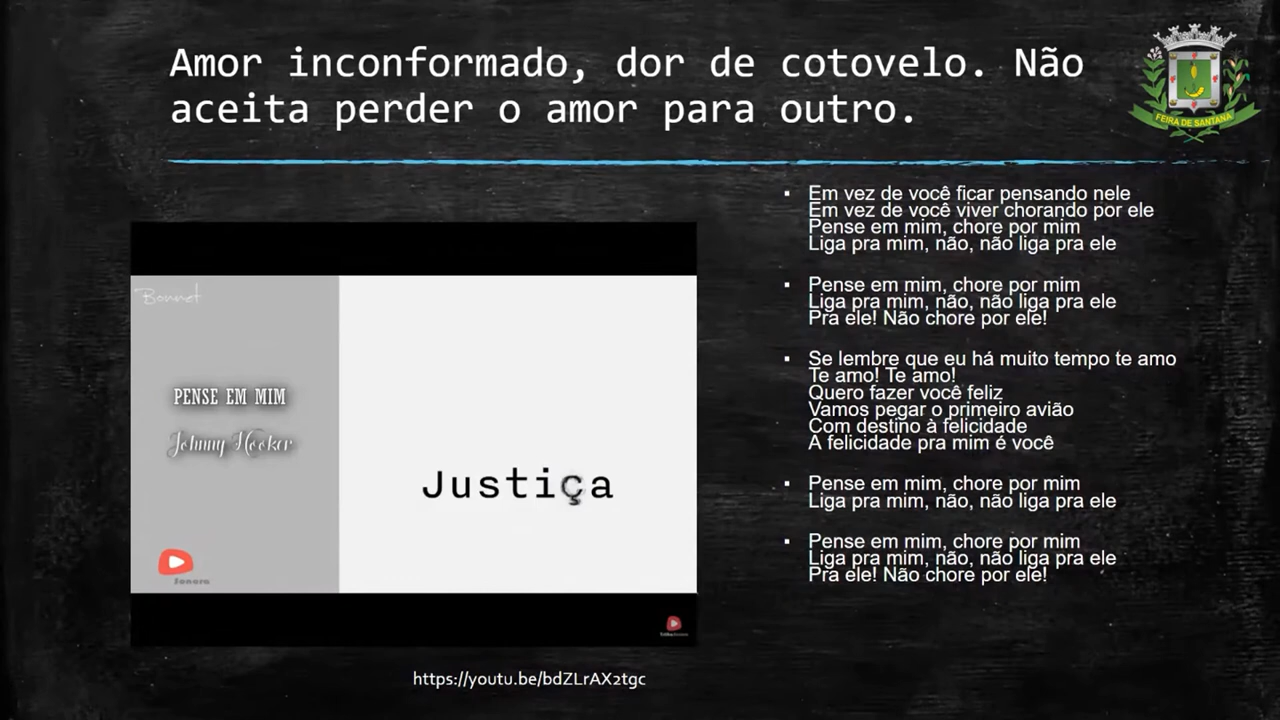 Amor inconformado, dor de cotovelo. Não
aceita perder o amor para outro.
FEIRA DE SANTANA
Bonnet
PENSE EM MIM
Johnny Hooker
Justiça
Sonora
https://youtu.be/bdZLrAX2tgc
▪ Em vez de você ficar pensando nele
Em vez de você viver chorando por ele
Pense em mim, chore por mim
Liga pra mim, não, não liga pra ele
▪ Pense em mim, chore por mim
Liga pra mim, não, não liga pra ele
Pra ele! Não chore por ele!
▪ Se lembre que eu há muito tempo te amo
Te amo! Te amo!
Quero fazer você feliz
Vamos pegar o primeiro avião
Com destino à felicidade
A felicidade pra mim é você
▪ Pense em mim, chore por mim
Liga pra mim, não, não liga pra ele
▪ Pense em mim, chore por mim
Liga pra mim, não, não liga pra ele
Pra ele! Não chore por ele!